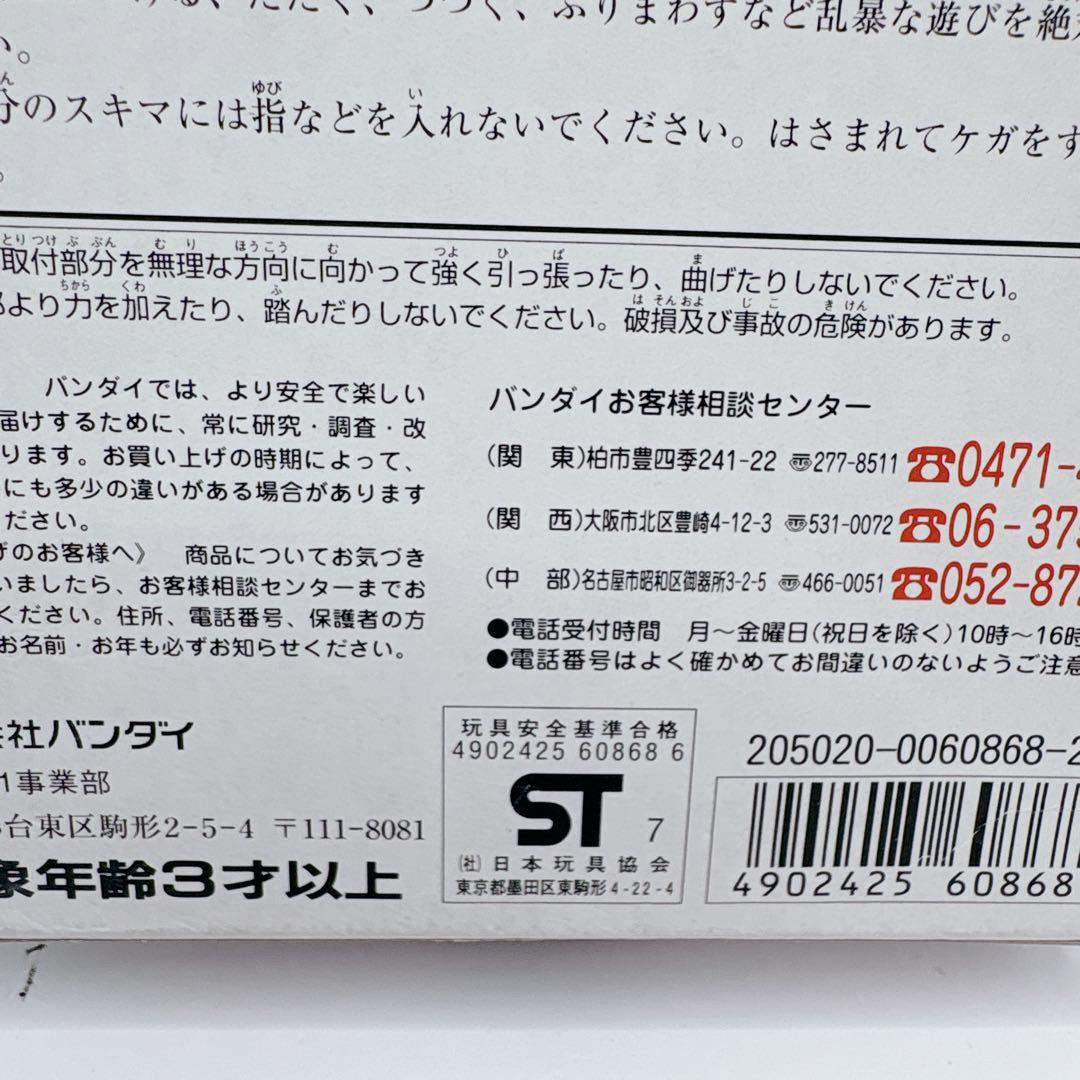 る、たたく、つつく、ふりまわすなど乱暴な遊びを絶
い。
分のスキマには指などを入れないでください。はさまれてケガをす
。
取付部分を無理な方向に向かって強く引っ張ったり、曲げたりしないでください。
より力を加えたり、踏んだりしないでください。破損及び事故の危険があります。
バンダイでは、より安全で楽しい
届けするために、常に研究・調査・改
ります。お買い上げの時期によって、
にも多少の違いがある場合があります
ださい。
げのお客様へ》 商品についてお気づき
いましたら、お客様相談センターまでお
ください。住所、電話番号、保護者の方
お名前・お年も必ずお知らせください。
バンダイお客様相談センター
(関 東)柏市豊四季241-22 〠277-8511 ☎0471-
(関 西)大阪市北区豊崎4-12-3 〠531-0072 ☎06-37
(中 部)名古屋市昭和区御器所3-2-5 〠466-0051 ☎052-87
●電話受付時間 月〜金曜日(祝日を除く)10時〜16時
●電話番号はよく確かめてお間違いのないようご注意
社バンダイ
1事業部
台東区駒形2-5-4 〒111-8081
象年齢3才以上
玩具安全基準合格
4902425 60868 6
ST 7
(社)日本玩具協会
東京都墨田区東駒形4-22-4
205020-0060868-2
4902425 60868